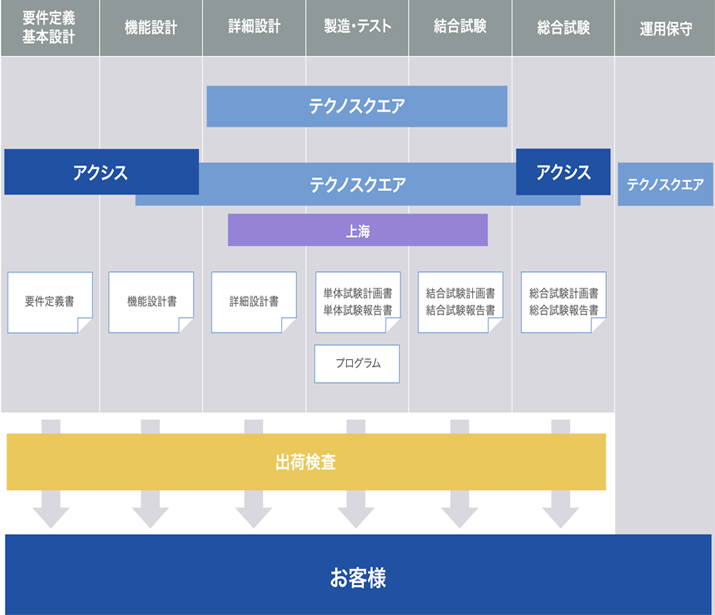 要件定義
基本設計
機能設計
詳細設計
製造・テスト
結合試験
総合試験
運用保守
テクノスクエア
アクシス
テクノスクエア
アクシス
テクノスクエア
上海
要件定義書
機能設計書
詳細設計書
単体試験計画書
単体試験報告書
結合試験計画書
結合試験報告書
総合試験計画書
総合試験報告書
プログラム
出荷検査
お客様